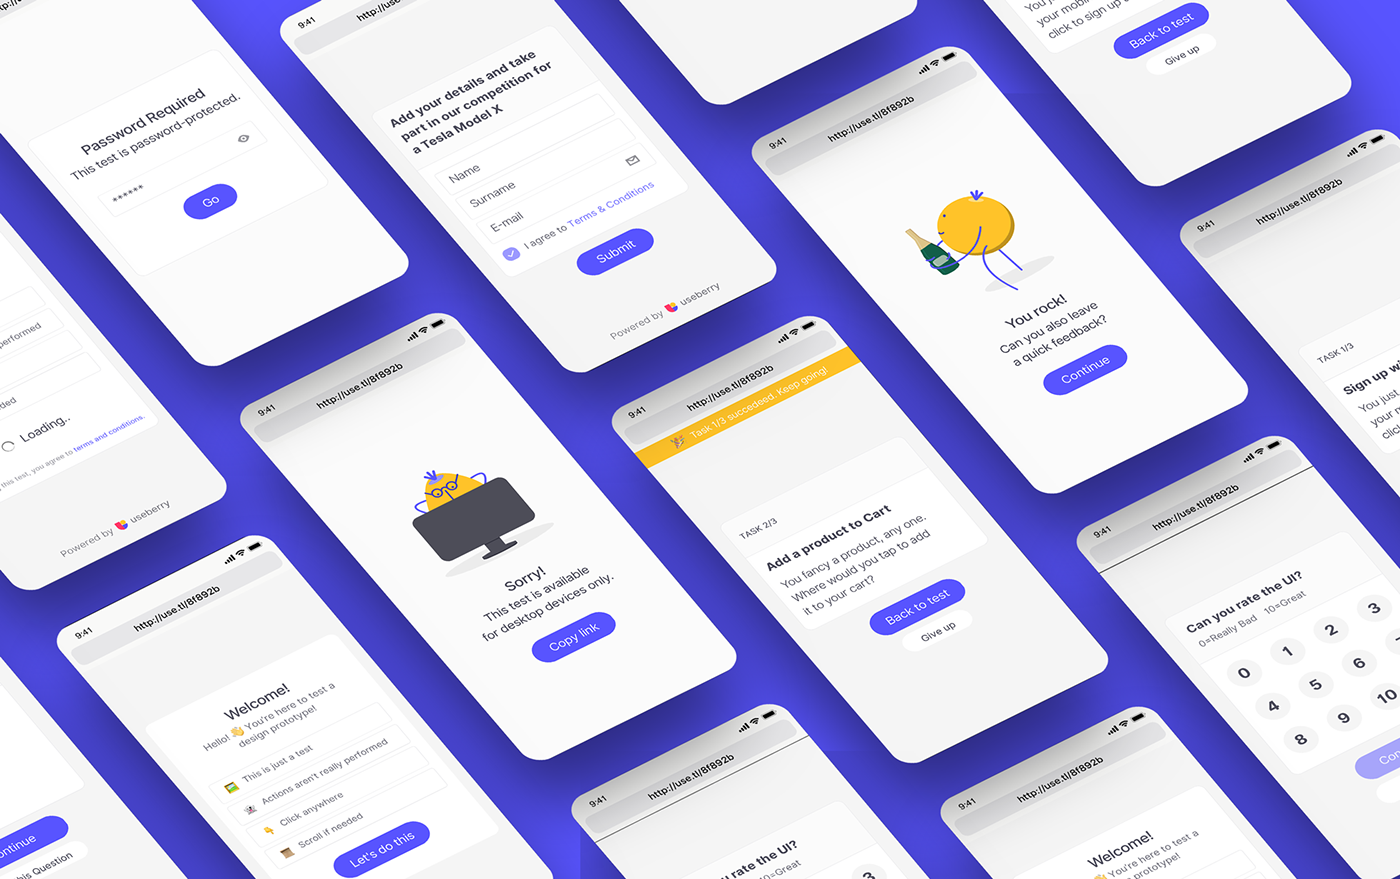 http://use.tl/8f892b
Password Required
This test is password-protected.
******
Go
performed
Loading..
this test, you agree to terms and conditions.
Powered by useberry
9:41
http://use.tl/8f892b
Add your details and take
part in our competition for
a Tesla Model X
Name
Surname
E-mail
I agree to Terms & Conditions
Submit
Powered by useberry
9:41
http://use.tl/8f892b
Sorry!
This test is available
for desktop devices only.
Copy link
9:41
http://use.tl/8f892b
Welcome!
Hello! 👋 You're here to test a
design prototype!
This is just a test
Actions aren't really performed
Click anywhere
Scroll if needed
Let's do this
this Question
9:41
http://use.tl/8f892b
Task 1/3 succedeed. Keep going!
TASK 2/3
Add a product to Cart
You fancy a product, any one.
Where would you tap to add
it to your cart?
Back to test
Give up
9:41
http://use.tl/8f892b
You rock!
Can you also leave
a quick feedback?
Continue
click to sign up
Back to test
Give up
9:41
http://use.tl/8f892b
TASK 1/3
Sign up
You just
your
9:41
http://use.tl/8f892b
Can you rate the UI?
0=Really Bad 10=Great
0 1 2 3
4 5 6
8 9 10
9:41
http://use.tl/8f892b
rate the UI?
10=Great
3
9:41
http://use.tl/8f892b
Welcome!
👋 You're here to test a
prototype!